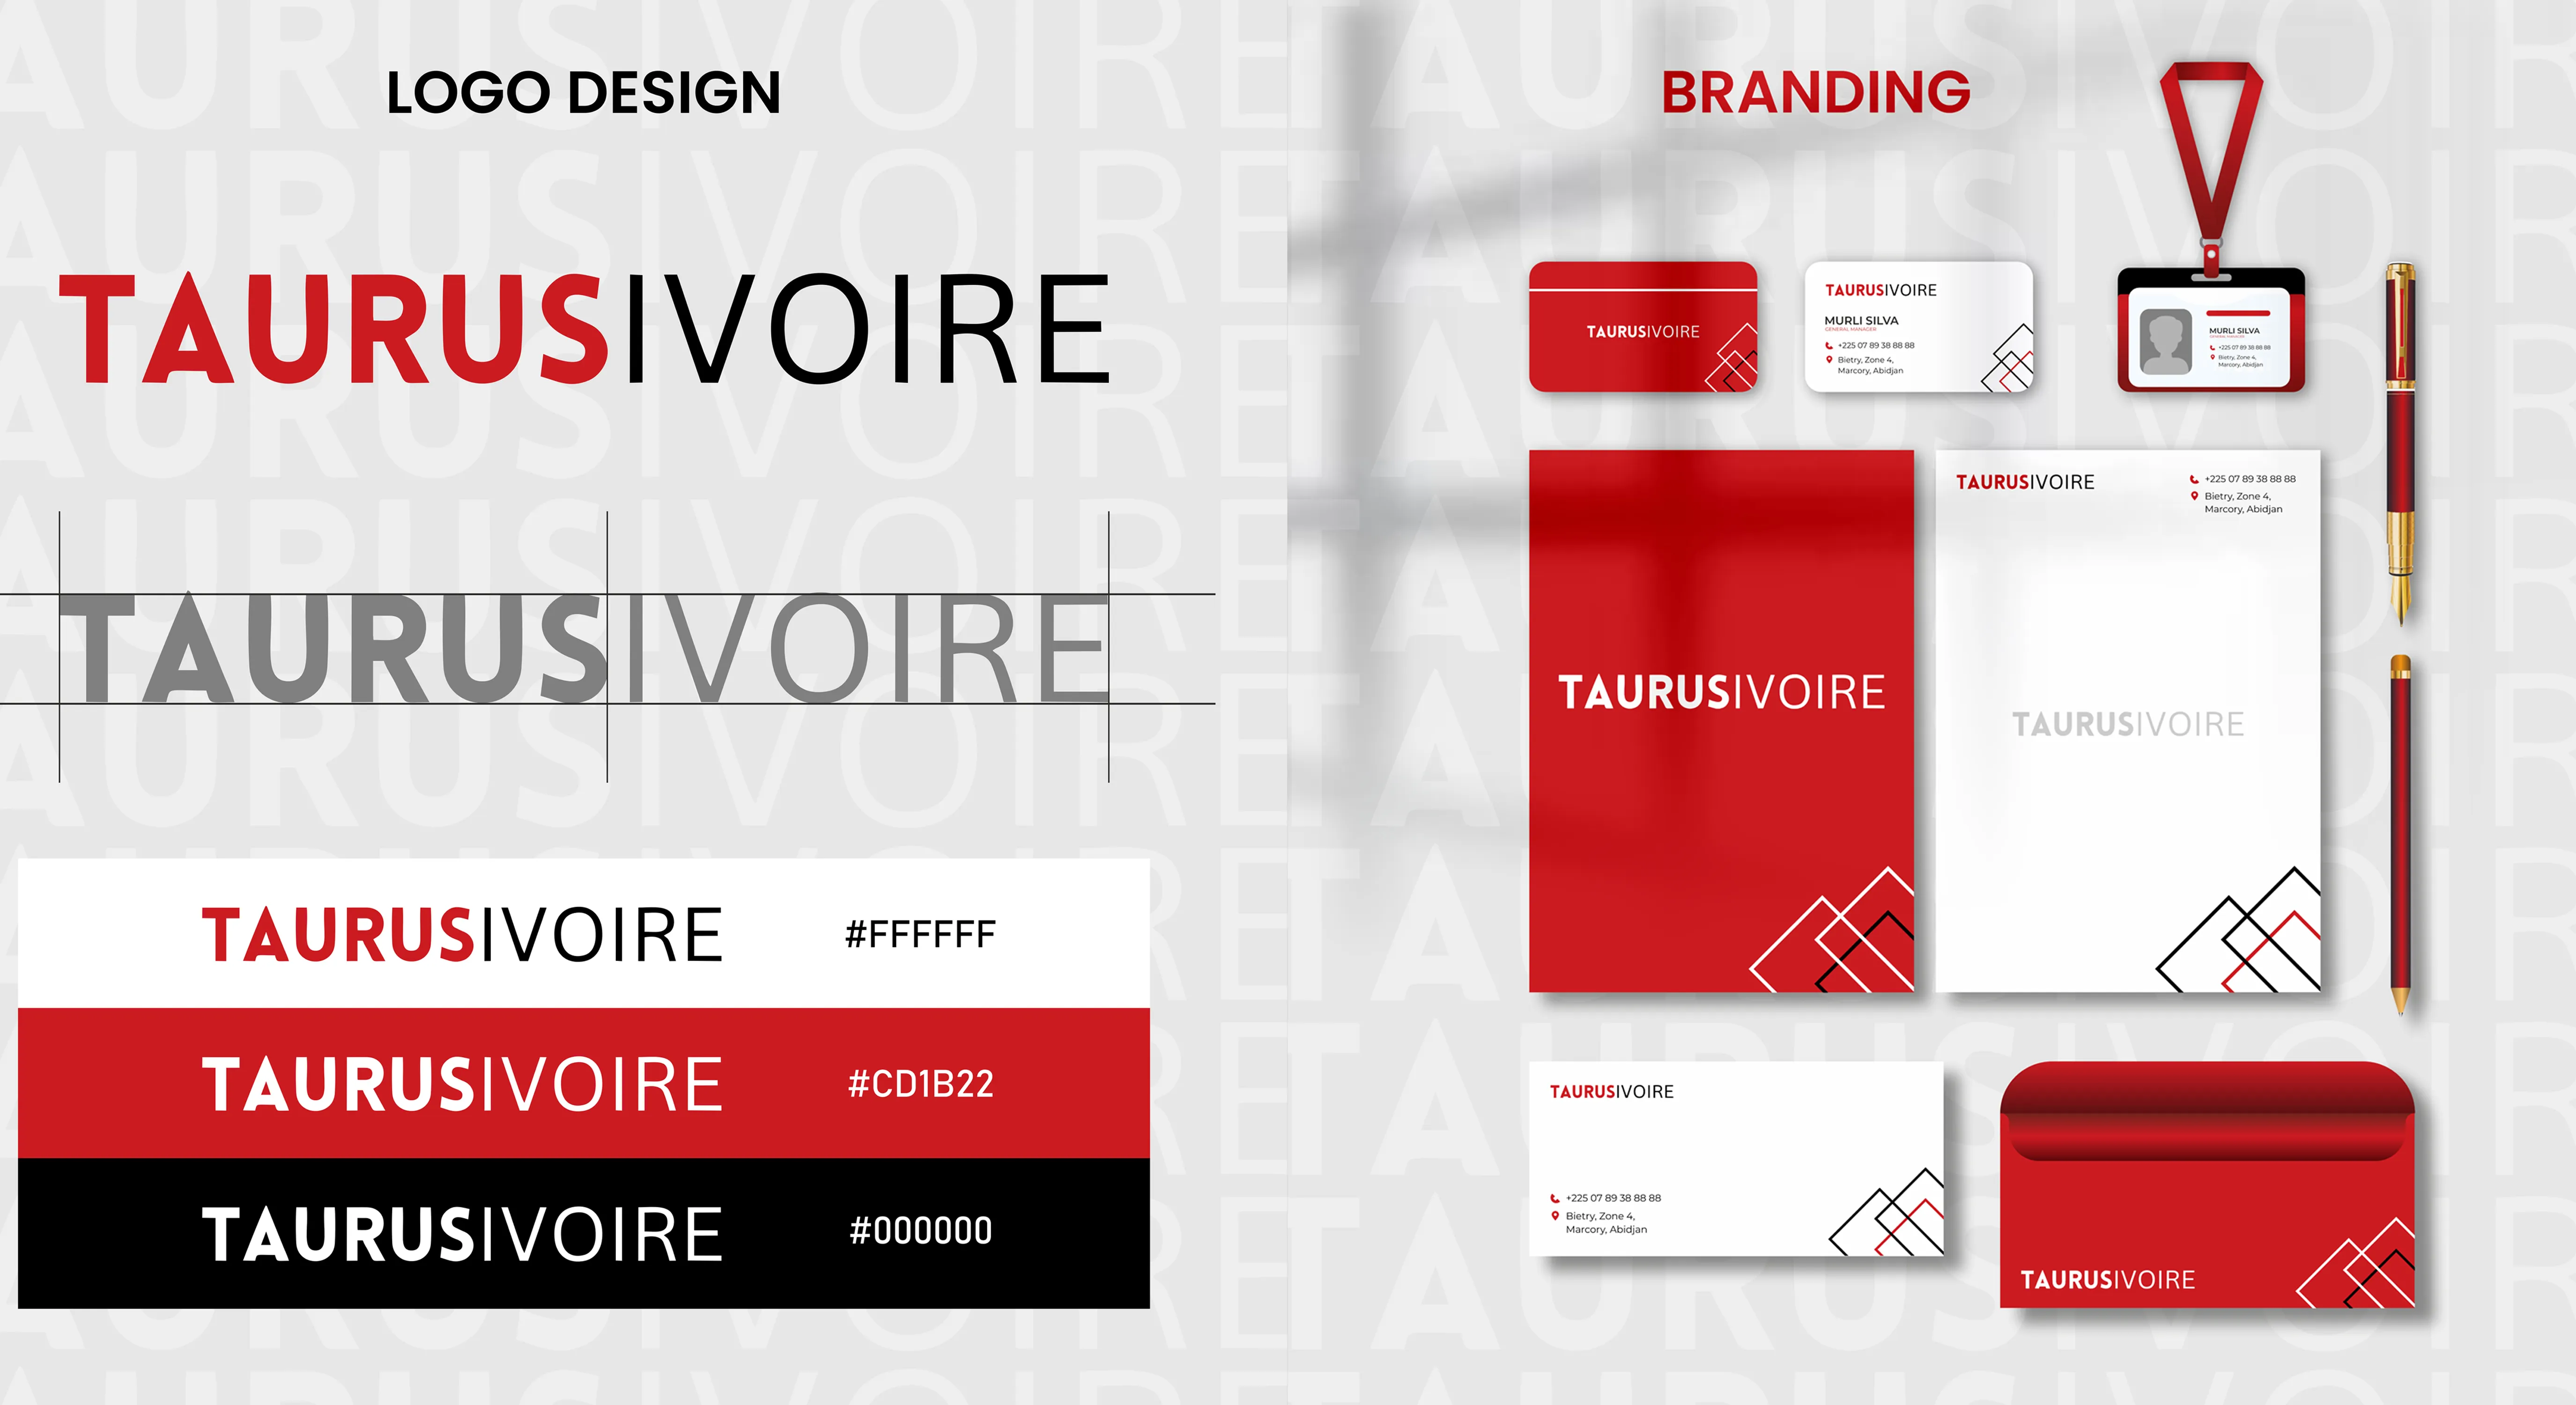 LOGO DESIGN
TAURUSIVOIRE
TAURUSIVOIRE
TAURUSIVOIRE #FFFFFF
TAURUSIVOIRE #CD1B22
TAURUSIVOIRE #000000
BRANDING
TAURUSIVOIRE
TAURUSIVOIRE
MURLI SILVA
GENERAL MANAGER
+225 07 89 38 88 88
Bietry, Zone 4,
Marcory, Abidjan
MURLI SILVA
GENERAL MANAGER
+225 07 89 38 88 88
Bietry, Zone 4,
Marcory, Abidjan
TAURUSIVOIRE
TAURUSIVOIRE
+225 07 89 38 88 88
Bietry, Zone 4,
Marcory, Abidjan
TAURUSIVOIRE
TAURUSIVOIRE
+225 07 89 38 88 88
Bietry, Zone 4,
Marcory, Abidjan
TAURUSIVOIRE